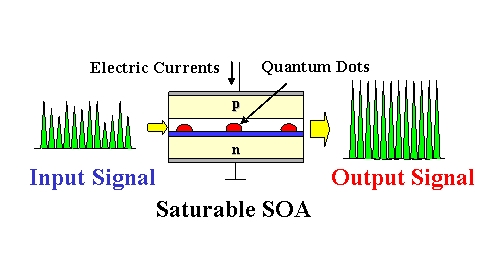 Electric Currents
Quantum Dots
p
n
Input Signal
Output Signal
Saturable SOA